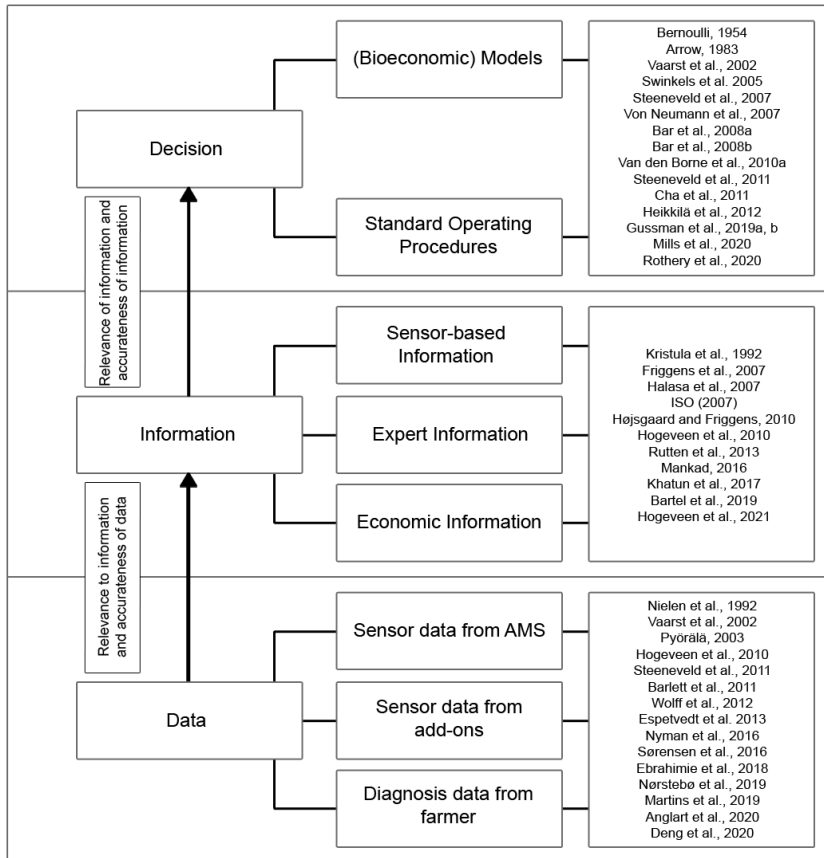 (Bioeconomic) Models
Decision
Standard Operating
Procedures
Bernoulli, 1954
Arrow, 1983
Vaarst et al., 2002
Swinkels et al. 2005
Steeneveld et al., 2007
Von Neumann et al., 2007
Bar et al., 2008a
Bar et al., 2008b
Van den Borne et al., 2010a
Steeneveld et al., 2011
Cha et al., 2011
Heikkilä et al., 2012
Gussman et al., 2019a, b
Mills et al., 2020
Rothery et al., 2020
Relevance of information and
accurateness of information
Sensor-based
Information
Information
Expert Information
Economic Information
Kristula et al., 1992
Friggens et al., 2007
Halasa et al., 2007
ISO (2007)
Højsgaard and Friggens, 2010
Hogeveen et al., 2010
Rutten et al., 2013
Mankad, 2016
Khatun et al., 2017
Bartel et al., 2019
Hogeveen et al., 2021
Relevance to information
and accurateness of data
Sensor data from AMS
Data
Sensor data from
add-ons
Diagnosis data from
farmer
Nielen et al., 1992
Vaarst et al., 2002
Pyörälä, 2003
Hogeveen et al., 2010
Steeneveld et al., 2011
Barlett et al., 2011
Wolff et al., 2012
Espetvedt et al. 2013
Nyman et al., 2016
Sørensen et al., 2016
Ebrahimie et al., 2018
Nørstebø et al., 2019
Martins et al., 2019
Anglart et al., 2020
Deng et al., 2020